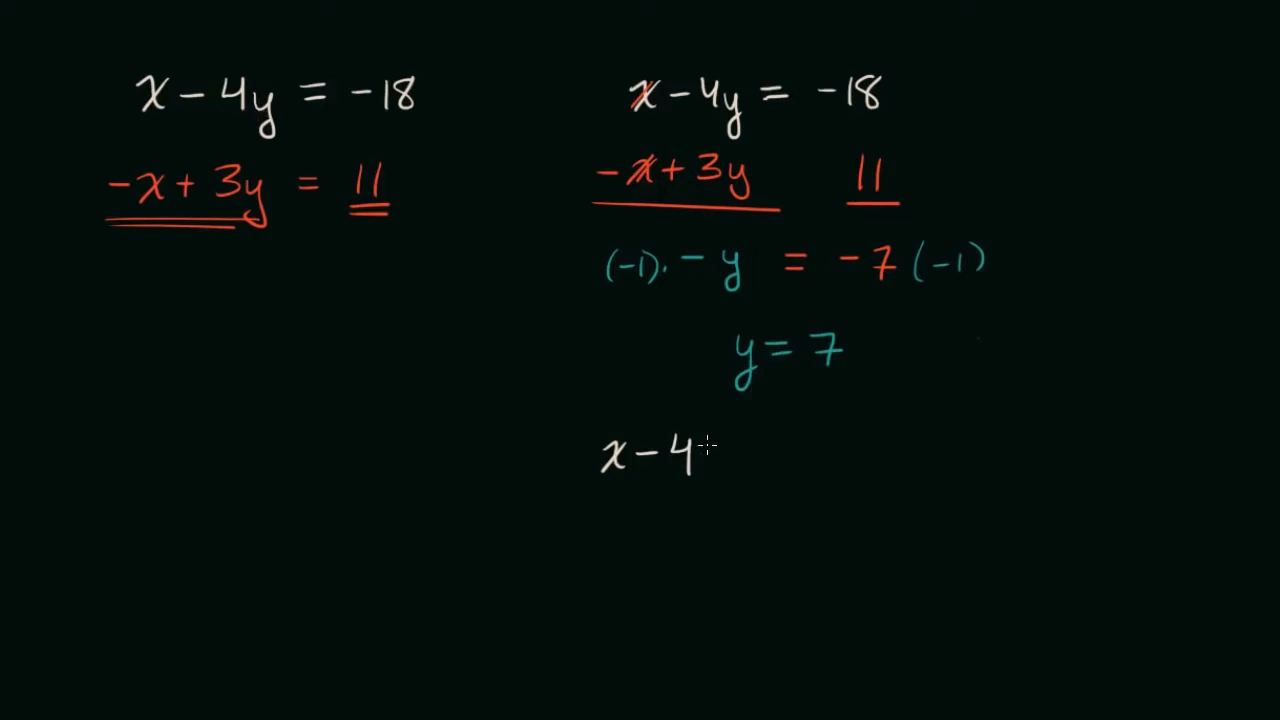 x - 4y = -18
-x + 3y = 11
x - 4y = -18
-x + 3y 11
(-1). - y = -7 (-1)
y = 7
x - 4